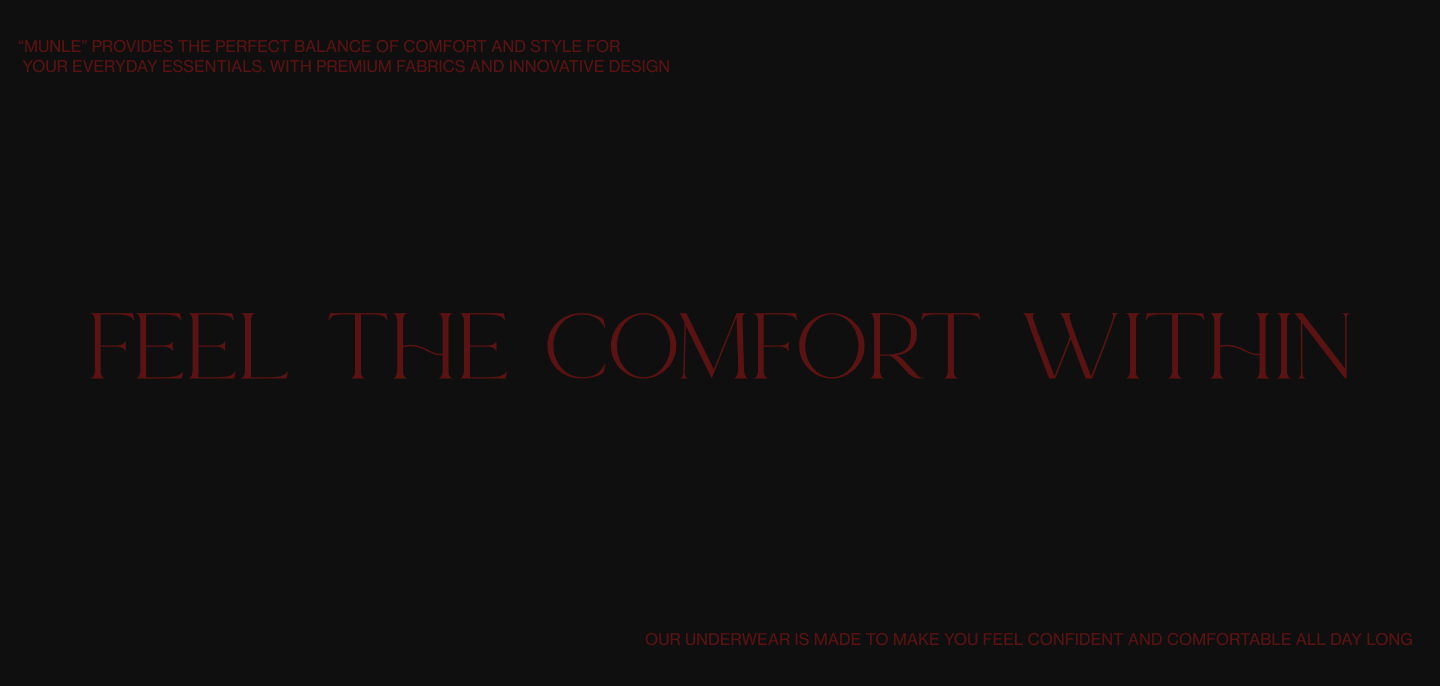 “MUNLE” PROVIDES THE PERFECT BALANCE OF COMFORT AND STYLE FOR
YOUR EVERYDAY ESSENTIALS. WITH PREMIUM FABRICS AND INNOVATIVE DESIGN
FEEL THE COMFORT WITHIN
OUR UNDERWEAR IS MADE TO MAKE YOU FEEL CONFIDENT AND COMFORTABLE ALL DAY LONG